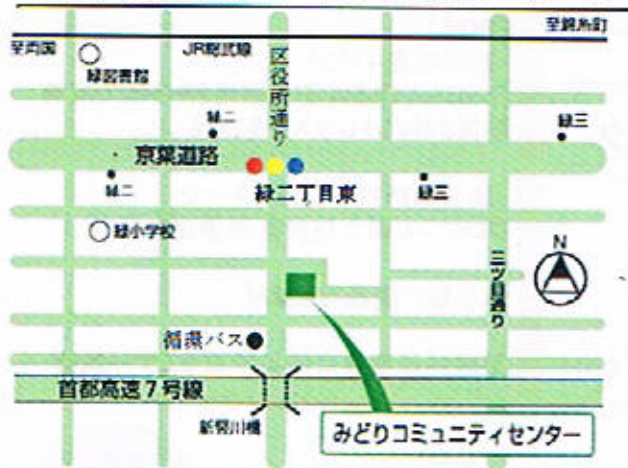 至錦糸町
至両国
JR総武線
緑図書館
区役所通り
緑二
緑三
京葉道路
緑二
緑二丁目東
緑三
緑小学校
三ツ目通り
N
循環バス
首都高速7号線
新竪川橋
みどりコミュニティセンター